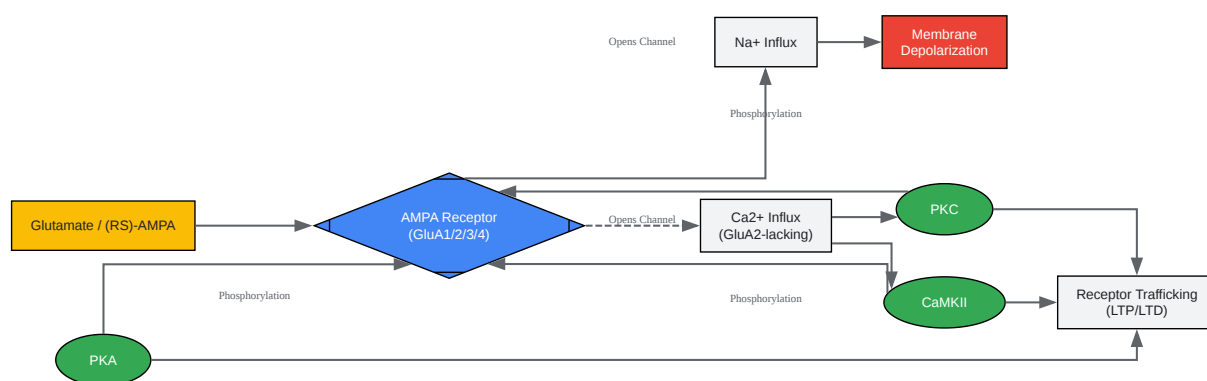 Opens Channel
Na+ Influx
Membrane
Depolarization
Phosphorylation
Glutamate / (RS)-AMPA
AMPA Receptor
(GluA1/2/3/4)
Opens Channel
Ca2+ Influx
(GluA2-lacking)
PKC
Phosphorylation
Phosphorylation
CaMKII
Receptor Trafficking
(LTP/LTD)
PKA